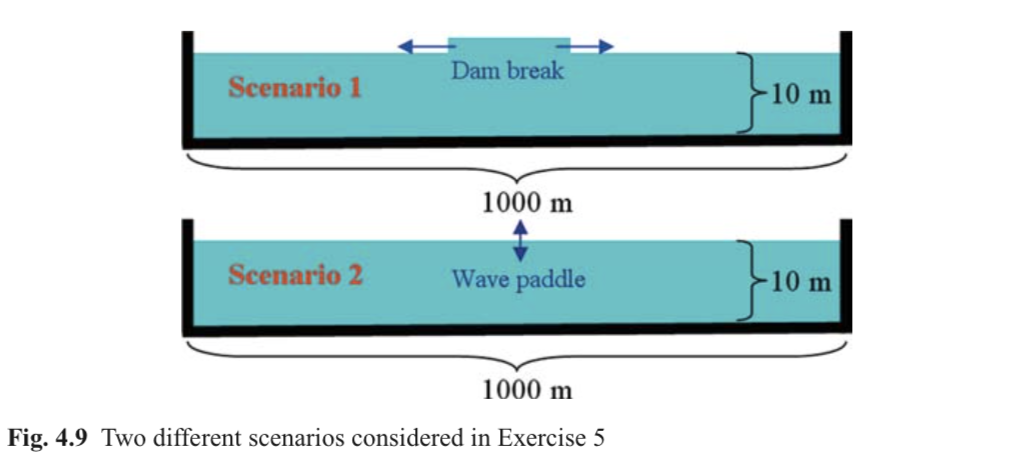 Dam break
Scenario 1
10 m
1000 m
Scenario 2
Wave paddle
10 m
1000 m
Fig. 4.9 Two different scenarios considered in Exercise 5